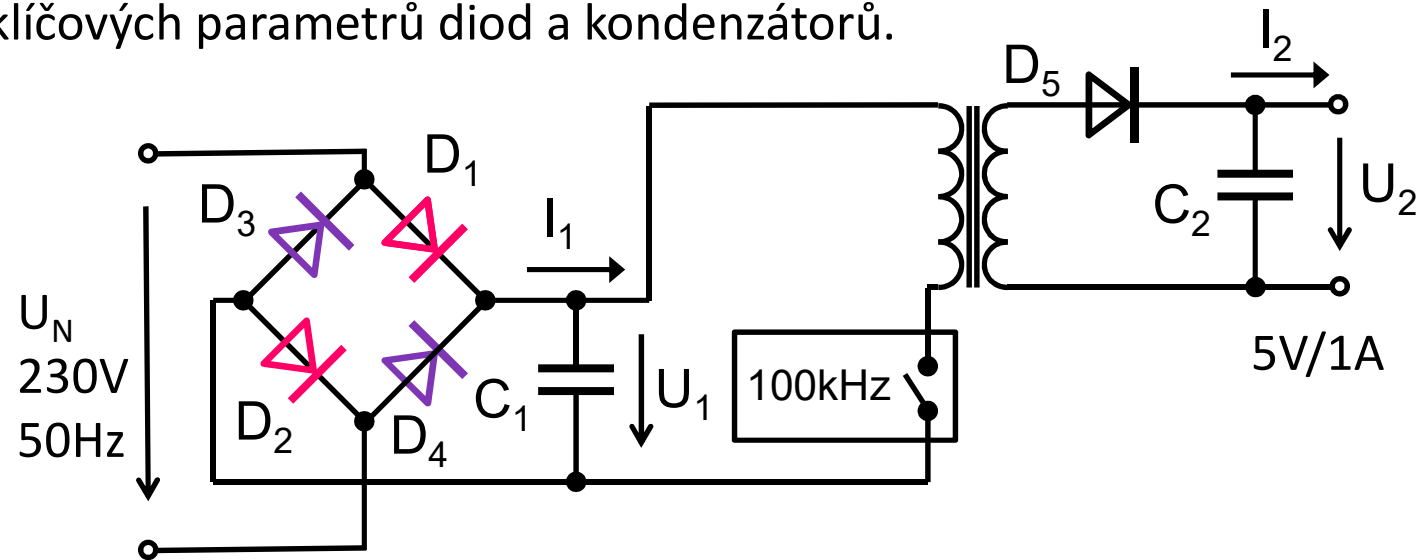 klíčových parametrů diod a kondenzátorů.
I2
D5
D1
D3
I1
C2
U2
UN
230V
50Hz
5V/1A
C1
U1
100kHz
D2
D4